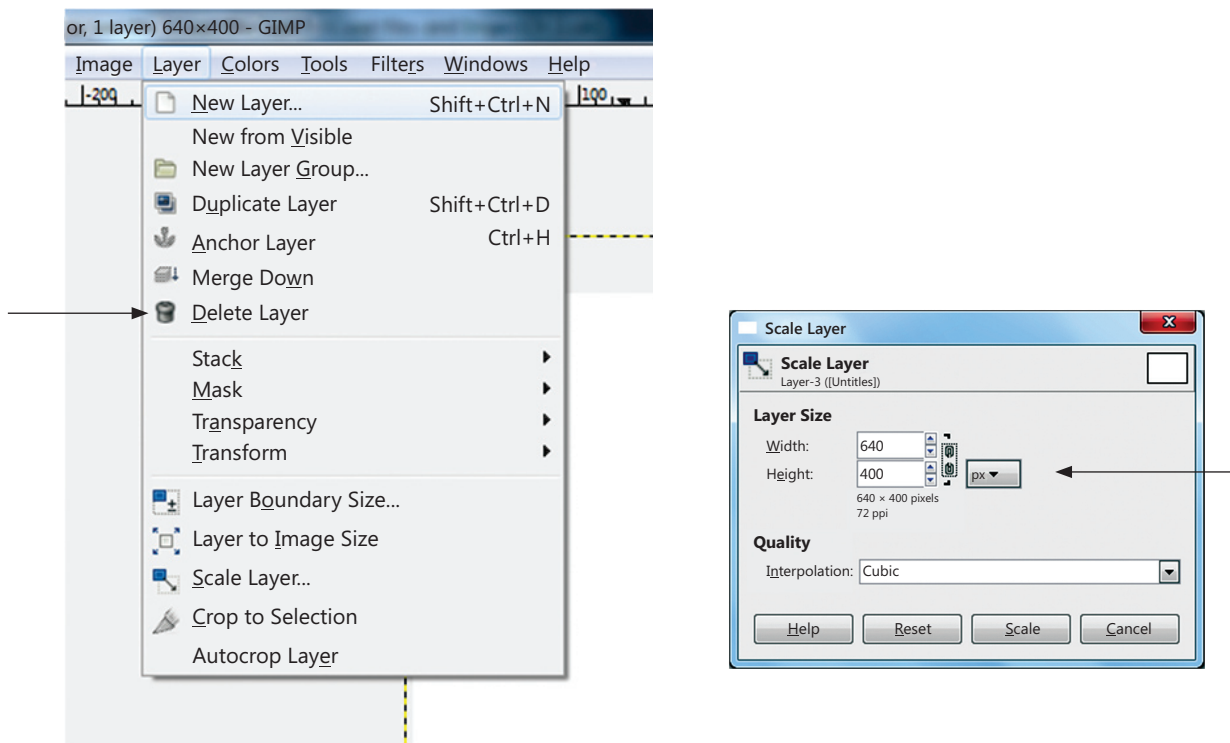 or, 1 layer) 640×400 - GIMP
Image Layer Colors Tools Filters Windows Help
-200 100
New Layer... Shift+Ctrl+N
New from Visible
New Layer Group...
Duplicate Layer Shift+Ctrl+D
Anchor Layer Ctrl+H
Merge Down
Delete Layer
Stack
Mask
Transparency
Transform
Layer Boundary Size...
Layer to Image Size
Scale Layer...
Crop to Selection
Autocrop Layer
Scale Layer
Scale Layer
Layer-3 ([Untitles])
Layer Size
Width: 640
Height: 400 px
640 × 400 pixels
72 ppi
Quality
Interpolation: Cubic
Help Reset Scale Cancel